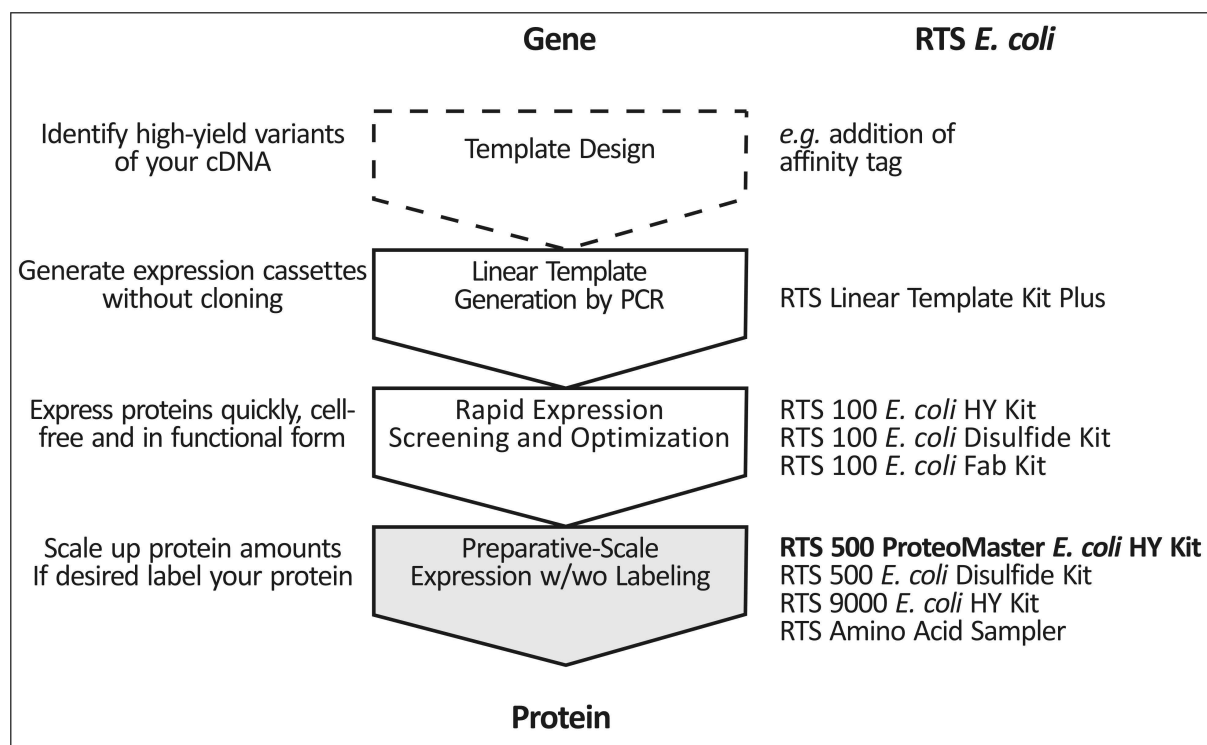 Gene
RTS E. coli
Identify high-yield variants
of your cDNA
Template Design
e.g. addition of
affinity tag
Generate expression cassettes
without cloning
Linear Template
Generation by PCR
RTS Linear Template Kit Plus
Express proteins quickly, cell-
free and in functional form
Rapid Expression
Screening and Optimization
RTS 100 E. coli HY Kit
RTS 100 E. coli Disulfide Kit
RTS 100 E. coli Fab Kit
Scale up protein amounts
If desired label your protein
Preparative-Scale
Expression w/wo Labeling
RTS 500 ProteoMaster E. coli HY Kit
RTS 500 E. coli Disulfide Kit
RTS 9000 E. coli HY Kit
RTS Amino Acid Sampler
Protein